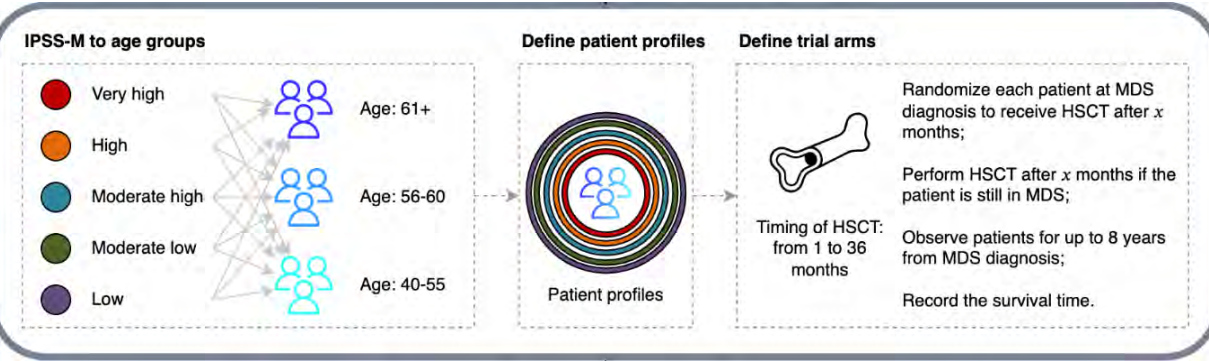 IPSS-M to age groups
Very high
High
Moderate high
Moderate low
Low
Age: 61+
Age: 56-60
Age: 40-55
Define patient profiles
Patient profiles
Define trial arms
Timing of HSCT:
from 1 to 36
months
Randomize each patient at MDS
diagnosis to receive HSCT after x
months;
Perform HSCT after x months if the
patient is still in MDS;
Observe patients for up to 8 years
from MDS diagnosis;
Record the survival time.